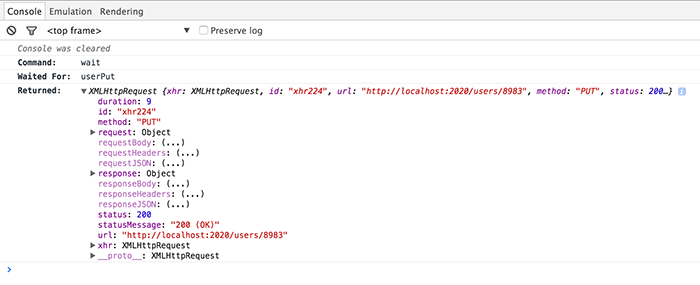 Console Emulation Rendering
<top frame> Preserve log
Console was cleared
Command: wait
Waited For: userPut
Returned: XMLHttpRequest {xhr: XMLHttpRequest, id: "xhr224", url: "http://localhost:2020/users/8983", method: "PUT", status: 200…}
duration: 9
id: "xhr224"
method: "PUT"
request: Object
requestBody: (...)
requestHeaders: (...)
requestJSON: (...)
response: Object
responseBody: (...)
responseHeaders: (...)
responseJSON: (...)
status: 200
statusMessage: "200 (OK)"
url: "http://localhost:2020/users/8983"
xhr: XMLHttpRequest
__proto__: XMLHttpRequest